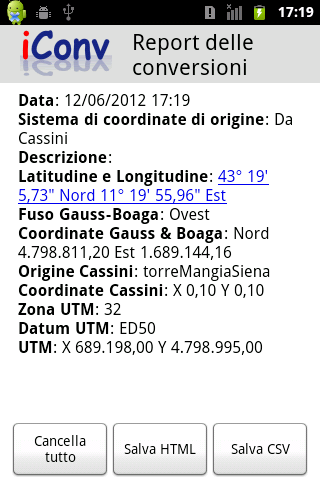 17:19
iConv
Report delle
conversioni
Data: 12/06/2012 17:19
Sistema di coordinate di origine: Da
Cassini
Descrizione:
Latitudine e Longitudine: 43° 19'
5,73" Nord 11° 19' 55,96" Est
Fuso Gauss-Boaga: Ovest
Coordinate Gauss & Boaga: Nord
4.798.811,20 Est 1.689.144,16
Origine Cassini: torreMangiaSiena
Coordinate Cassini: X 0,10 Y 0,10
Zona UTM: 32
Datum UTM: ED50
UTM: X 689.198,00 Y 4.798.995,00
Cancella
tutto
Salva HTML
Salva CSV